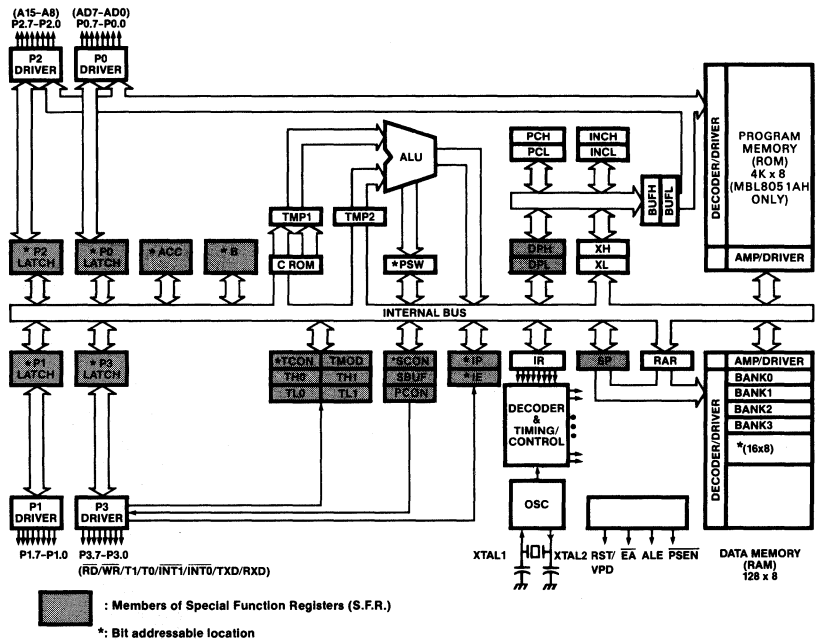 (A15-A8)
P2.7-P2.0
(AD7-AD0)
P0.7-P0.0
P2
DRIVER
P0
DRIVER
ALU
PCH
PCL
INCH
INCL
DECODER/DRIVER
PROGRAM
MEMORY
(ROM)
4K x 8
(MBL8051AH
ONLY)
BUFH
BUFL
TMP1
TMP2
* P2
LATCH
* P0
LATCH
* ACC
* B
C ROM
*PSW
DPH
DPL
XH
XL
AMP/DRIVER
INTERNAL BUS
* P1
LATCH
* P3
LATCH
*TCON
TMOD
TH0
TH1
TL0
TL1
*SCON
SBUF
PCON
* IP
* IE
IR
SP
RAR
AMP/DRIVER
BANK0
BANK1
BANK2
BANK3
*(16x8)
DECODER/DRIVER
DECODER
&
TIMING/
CONTROL
OSC
P1
DRIVER
P3
DRIVER
P1.7-P1.0
P3.7-P3.0
(RD/WR/T1/T0/INT1/INT0/TXD/RXD)
XTAL1
XTAL2
RST/
VPD
EA
ALE
PSEN
DATA MEMORY
(RAM)
128 x 8
: Members of Special Function Registers (S.F.R.)
*: Bit addressable location